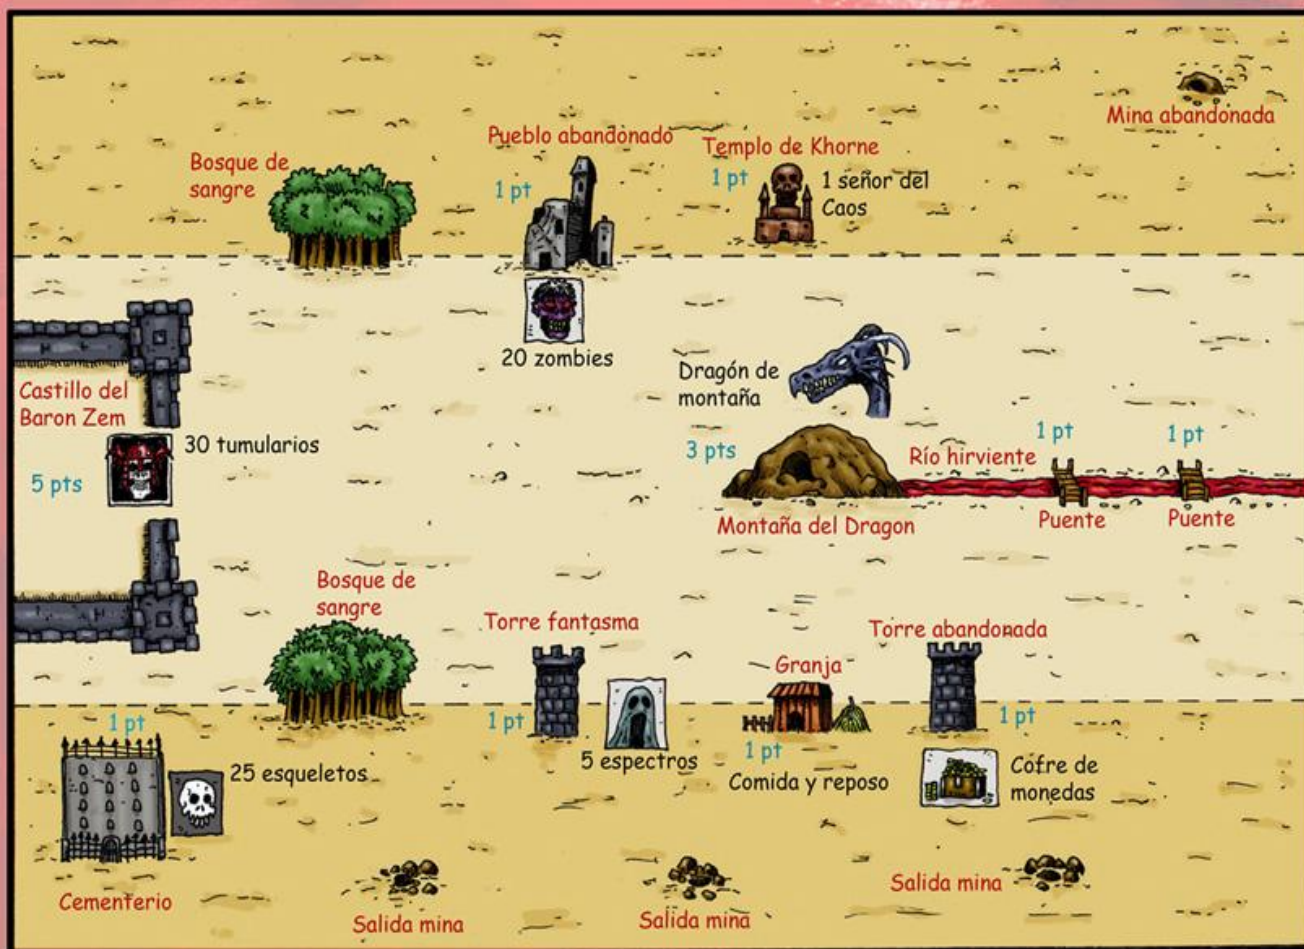 Mina abandonada
Pueblo abandonado
Templo de Khorne
Bosque de
sangre
1 pt
1 pt
1 señor del
Caos
20 zombies
Dragón de
montaña
Castillo del
Baron Zem
30 tumularios
5 pts
3 pts
Río hirviente
1 pt
1 pt
Montaña del Dragon
Puente
Puente
Bosque de
sangre
Torre fantasma
Torre abandonada
Granja
1 pt
1 pt
1 pt
1 pt
5 espectros
Comida y reposo
Cofre de
monedas
25 esqueletos
Cementerio
Salida mina
Salida mina
Salida mina